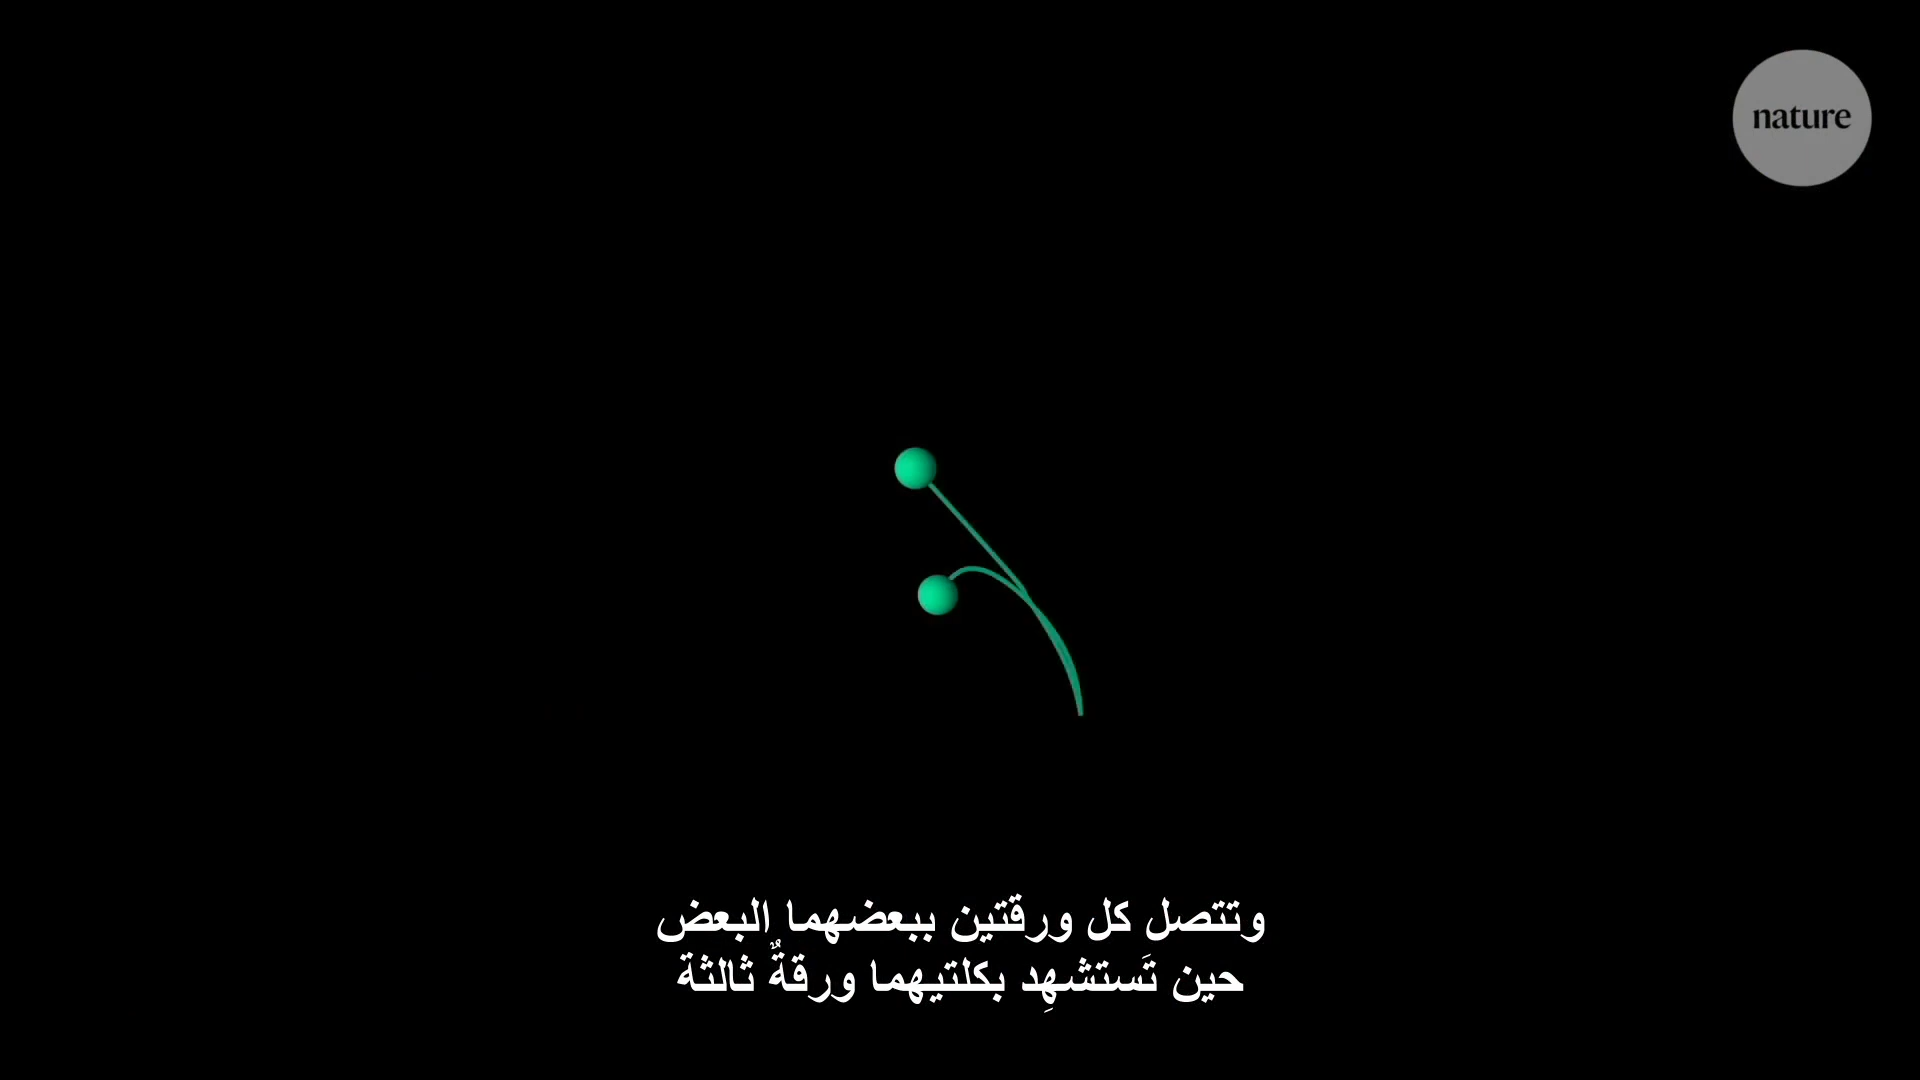 nature
وتتصل كل ورقتين ببعضهما البعض
حين تَستشهِد بكلتيهما ورقةٌ ثالثة